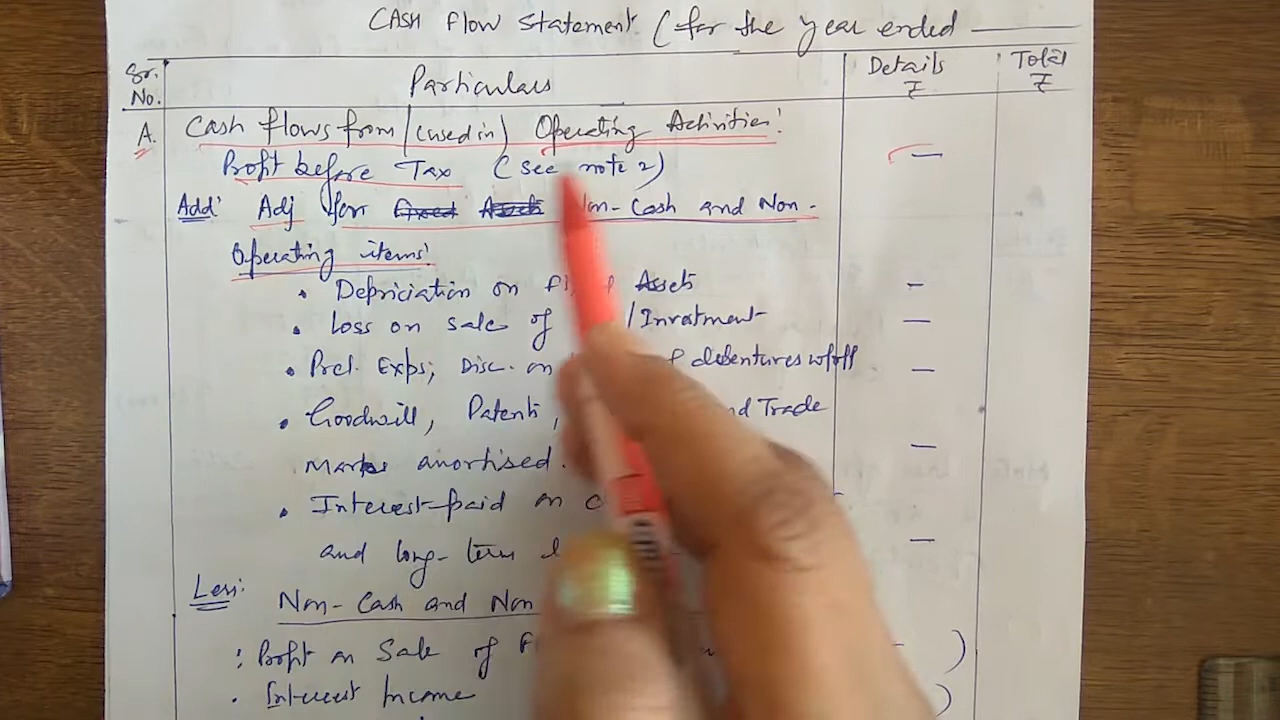 CASH Flow Statement (for the year ended
Sr. No. Particulars Details ₹ Total ₹
A. Cash flows from/(used in) Operating Activities:
Profit before Tax (see note 2)
Add: Adj for Non-Cash and Non-
Operating items:
• Depriciation on Assets
• Loss on sale of /Investment
• Prel. Exps; Disc. on of debentures w/off
• Goodwill, Patents, and Trade
Marks amortised.
• Interest paid on
and long-term
Less: Non-Cash and Non
: Profit on Sale of
• Interest Income